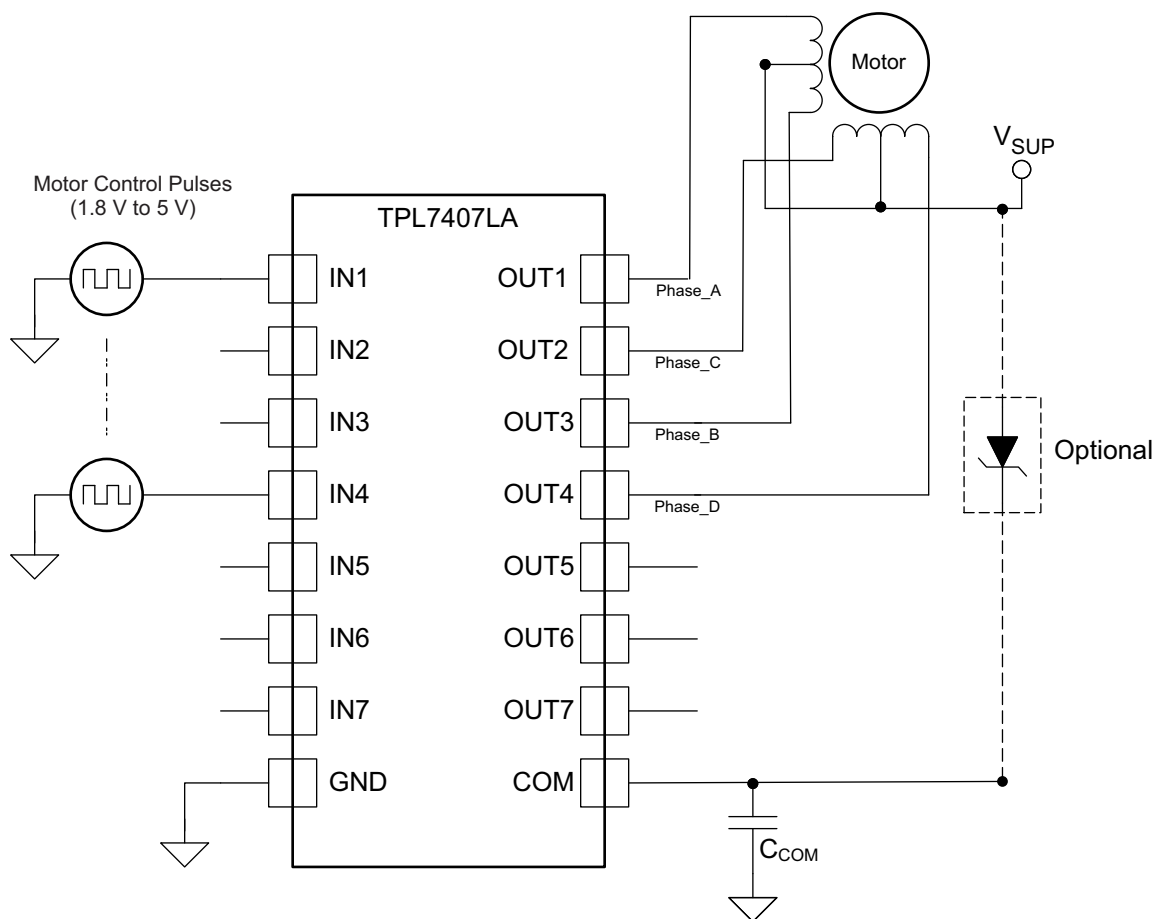 Motor
V_SUP
Motor Control Pulses
(1.8 V to 5 V)
TPL7407LA
IN1
OUT1
Phase_A
IN2
OUT2
Phase_C
IN3
OUT3
Phase_B
Optional
IN4
OUT4
Phase_D
IN5
OUT5
IN6
OUT6
IN7
OUT7
GND
COM
C_COM